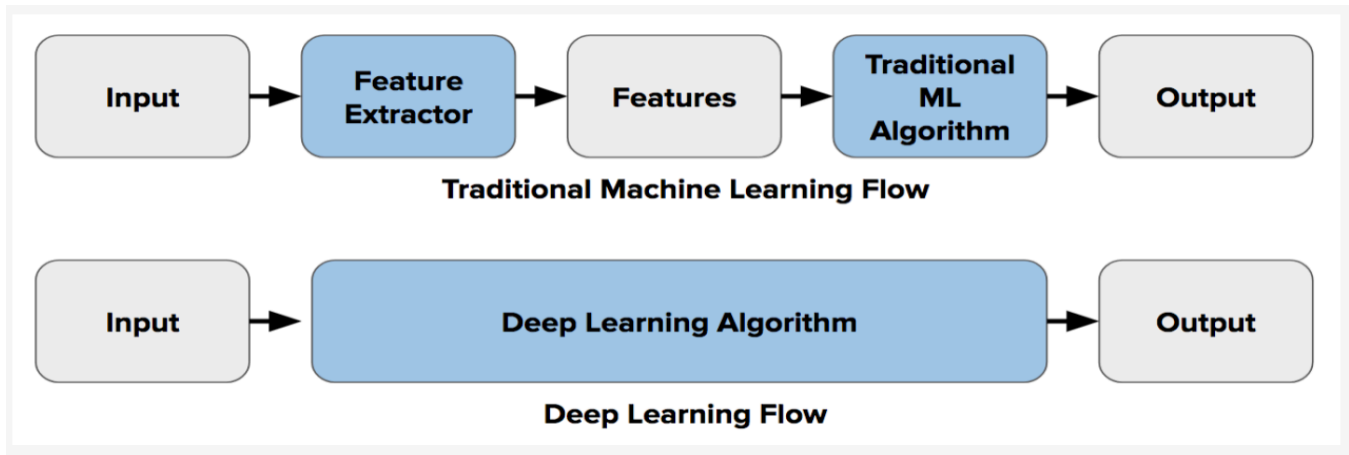 Input
Feature
Extractor
Features
Traditional
ML
Algorithm
Output
Traditional Machine Learning Flow
Input
Deep Learning Algorithm
Output
Deep Learning Flow